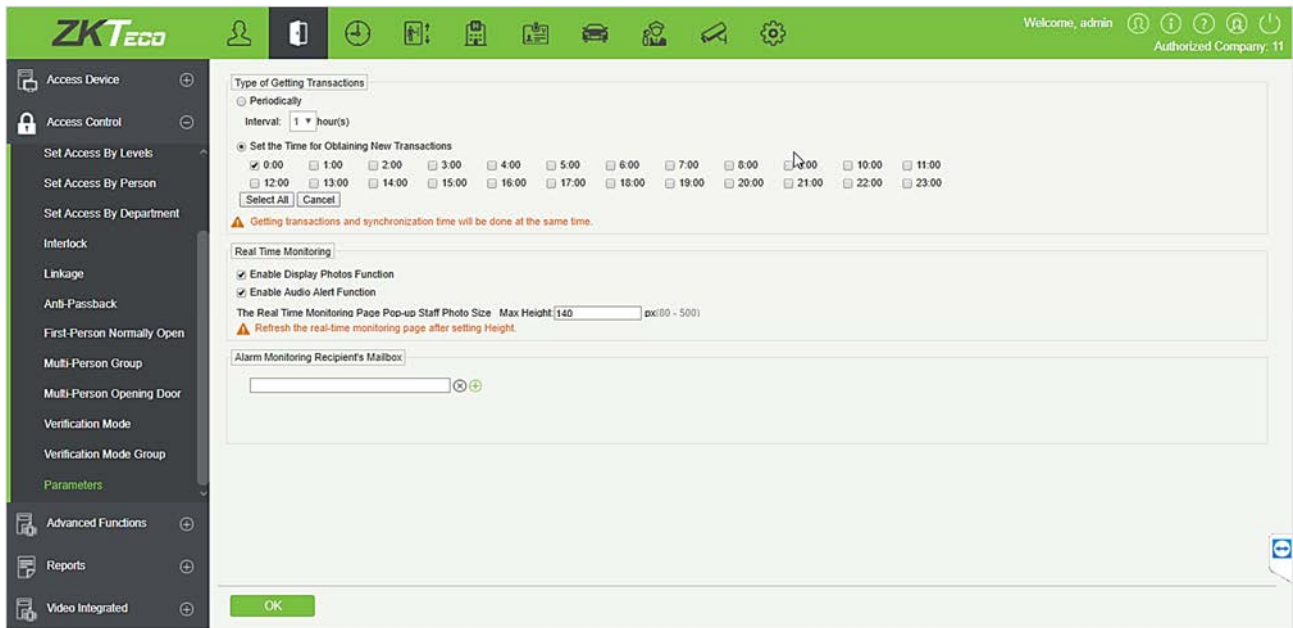 ZKTECO
Welcome, admin
Authorized Company: 11
Access Device
Access Control
Set Access By Levels
Set Access By Person
Set Access By Department
Interlock
Linkage
Anti-Passback
First-Person Normally Open
Multi-Person Group
Multi-Person Opening Door
Verification Mode
Verification Mode Group
Parameters
Advanced Functions
Reports
Video Integrated
Type of Getting Transactions
Periodically
Interval: 1 hour(s)
Set the Time for Obtaining New Transactions
0:00 1:00 2:00 3:00 4:00 5:00 6:00 7:00 8:00 10:00 11:00
12:00 13:00 14:00 15:00 16:00 17:00 18:00 19:00 20:00 21:00 22:00 23:00
Select All Cancel
Getting transactions and synchronization time will be done at the same time.
Real Time Monitoring
Enable Display Photos Function
Enable Audio Alert Function
The Real Time Monitoring Page Pop-up Staff Photo Size Max Height: 140 px(80 - 500)
Refresh the real-time monitoring page after setting Height.
Alarm Monitoring Recipient's Mailbox
OK